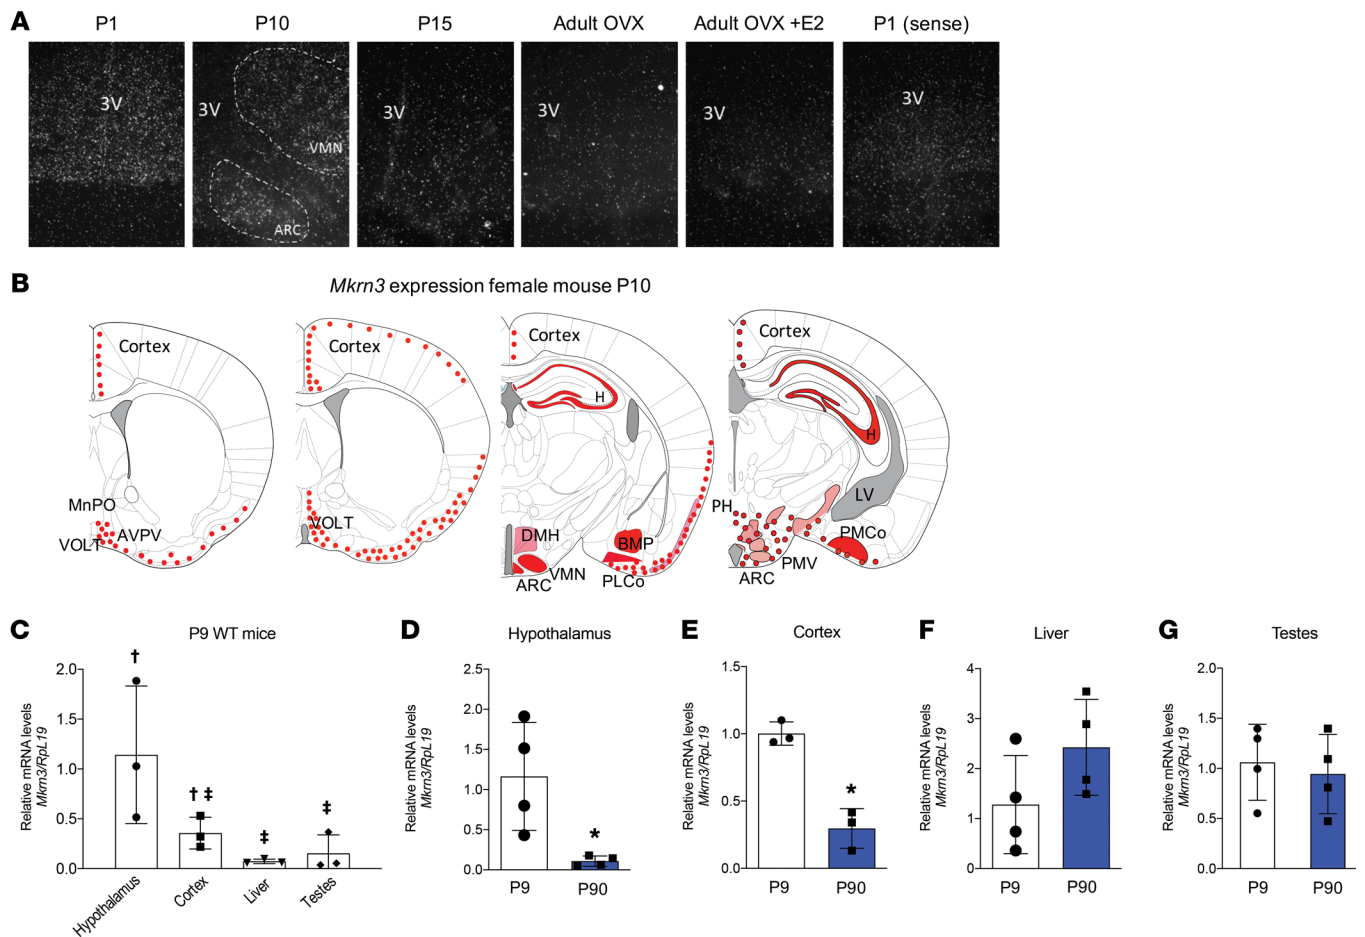 A
P1
P10
P15
Adult OVX
Adult OVX +E2
P1 (sense)
3V
3V
VMN
ARC
3V
3V
3V
3V
B
Mkrn3 expression female mouse P10
Cortex
MnPO
AVPV
VOLT
Cortex
VOLT
Cortex
H
DMH
BMP
VMN
ARC
PLCo
Cortex
H
LV
PH
PMCo
PMV
ARC
C
P9 WT mice
Relative mRNA levels
Mkrn3/RpL19
2.0
1.5
1.0
0.5
0.0
†
† ‡
‡
‡
Hypothalamus
Cortex
Liver
Testes
D
Hypothalamus
Relative mRNA levels
Mkrn3/RpL19
2.5
2.0
1.5
1.0
0.5
0.0
*
P9
P90
E
Cortex
Relative mRNA levels
Mkrn3/RpL19
1.5
1.0
0.5
0.0
*
P9
P90
F
Liver
Relative mRNA levels
Mkrn3/RpL19
4
3
2
1
0
P9
P90
G
Testes
Relative mRNA levels
Mkrn3/RpL19
2.0
1.5
1.0
0.5
0.0
P9
P90